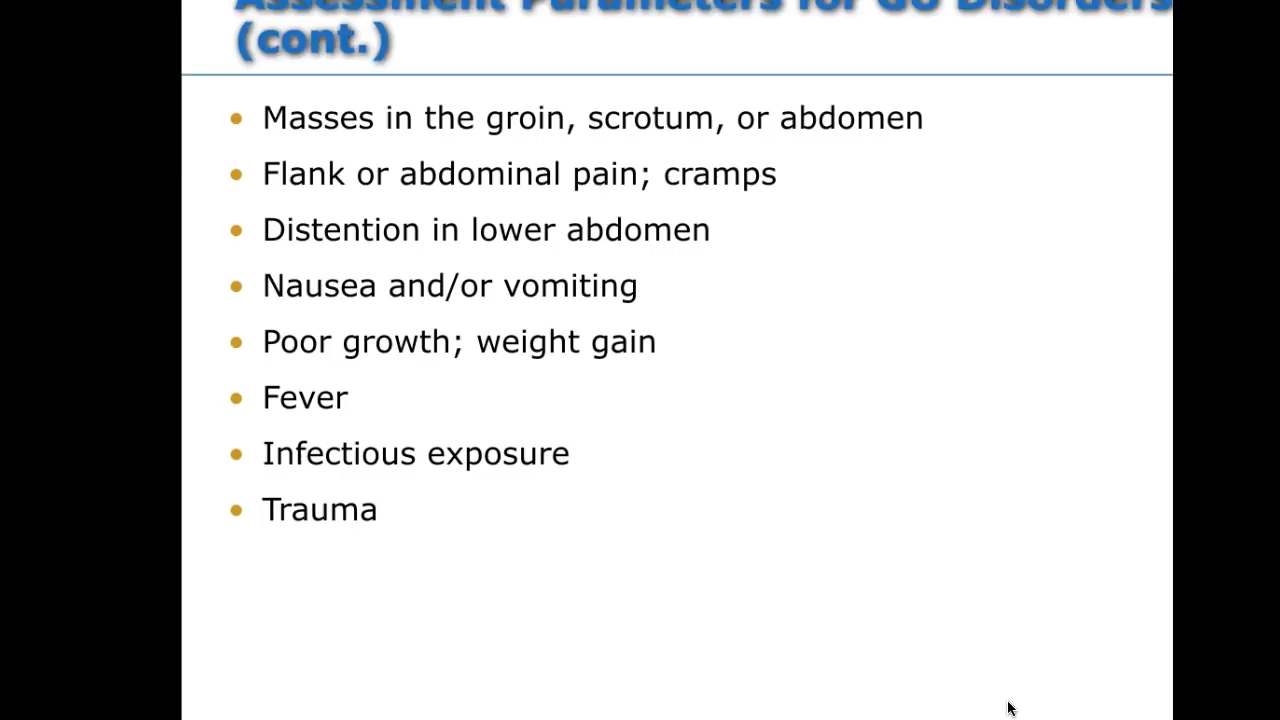 Assessment Parameters for GU Disorders
(cont.)
• Masses in the groin, scrotum, or abdomen
• Flank or abdominal pain; cramps
• Distention in lower abdomen
• Nausea and/or vomiting
• Poor growth; weight gain
• Fever
• Infectious exposure
• Trauma